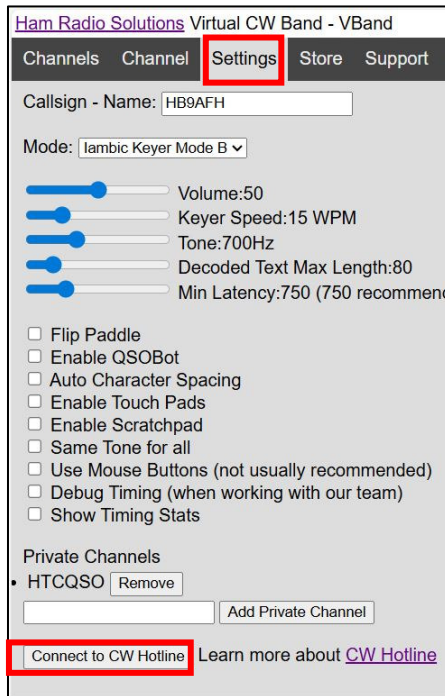 Ham Radio Solutions Virtual CW Band - VBand
Channels Channel Settings Store Support
Callsign - Name: HB9AFH
Mode: Iambic Keyer Mode B
Volume:50
Keyer Speed:15 WPM
Tone:700Hz
Decoded Text Max Length:80
Min Latency:750 (750 recommen
Flip Paddle
Enable QSOBot
Auto Character Spacing
Enable Touch Pads
Enable Scratchpad
Same Tone for all
Use Mouse Buttons (not usually recommended)
Debug Timing (when working with our team)
Show Timing Stats
Private Channels
HTCQSO Remove
Add Private Channel
Connect to CW Hotline Learn more about CW Hotline